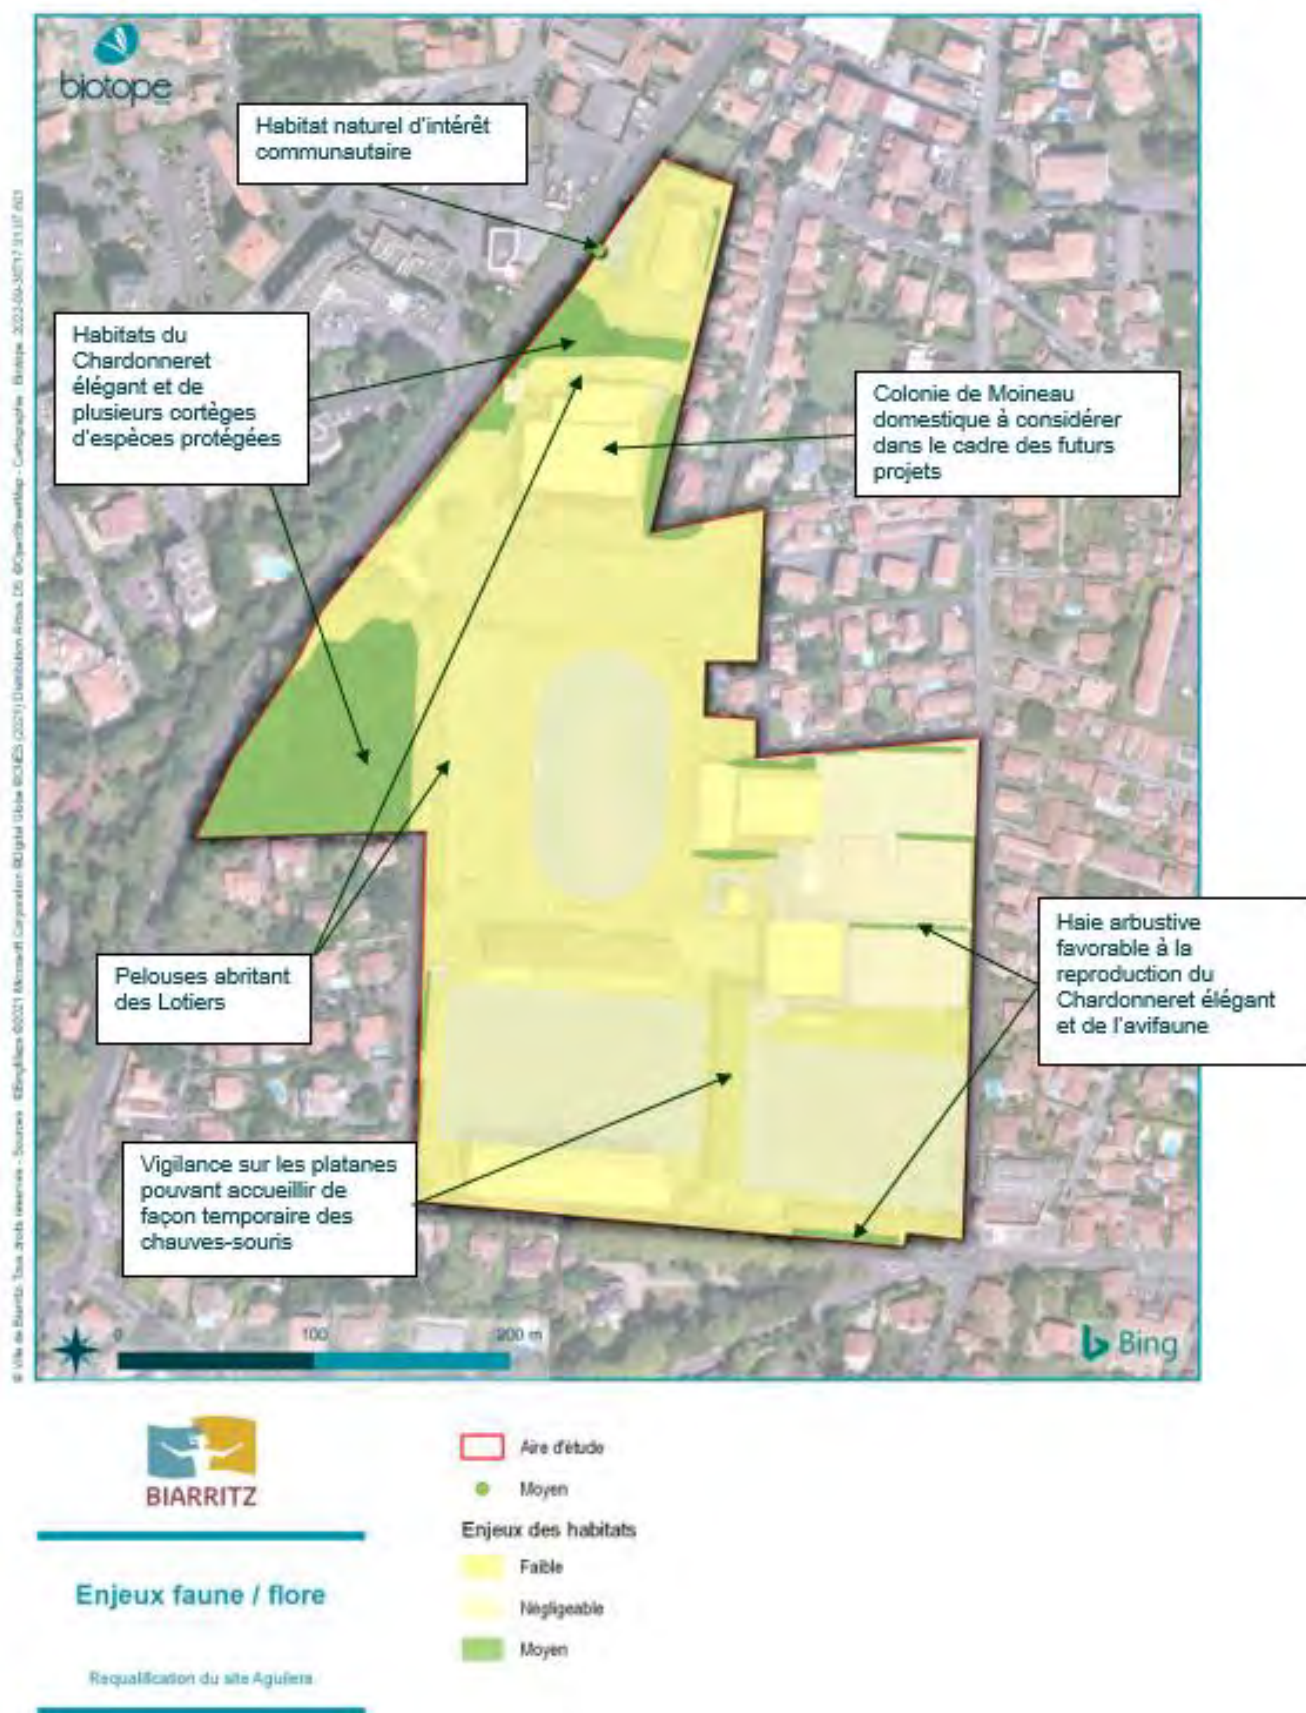 biotope
Habitat naturel d'intérêt
communautaire
Habitats du
Chardonneret
élégant et de
plusieurs cortèges
d'espèces protégées
Colonie de Moineau
domestique à considérer
dans le cadre des futurs
projets
Pelouses abritant
des Lotiers
Haie arbustive
favorable à la
reproduction du
Chardonneret élégant
et de l'avifaune
Vigilance sur les platanes
pouvant accueillir de
façon temporaire des
chauves-souris
0 100 200 m
Bing
BIARRITZ
Enjeux faune / flore
Requalification du site Aguilera
Aire d'étude
Moyen
Enjeux des habitats
Faible
Négligeable
Moyen